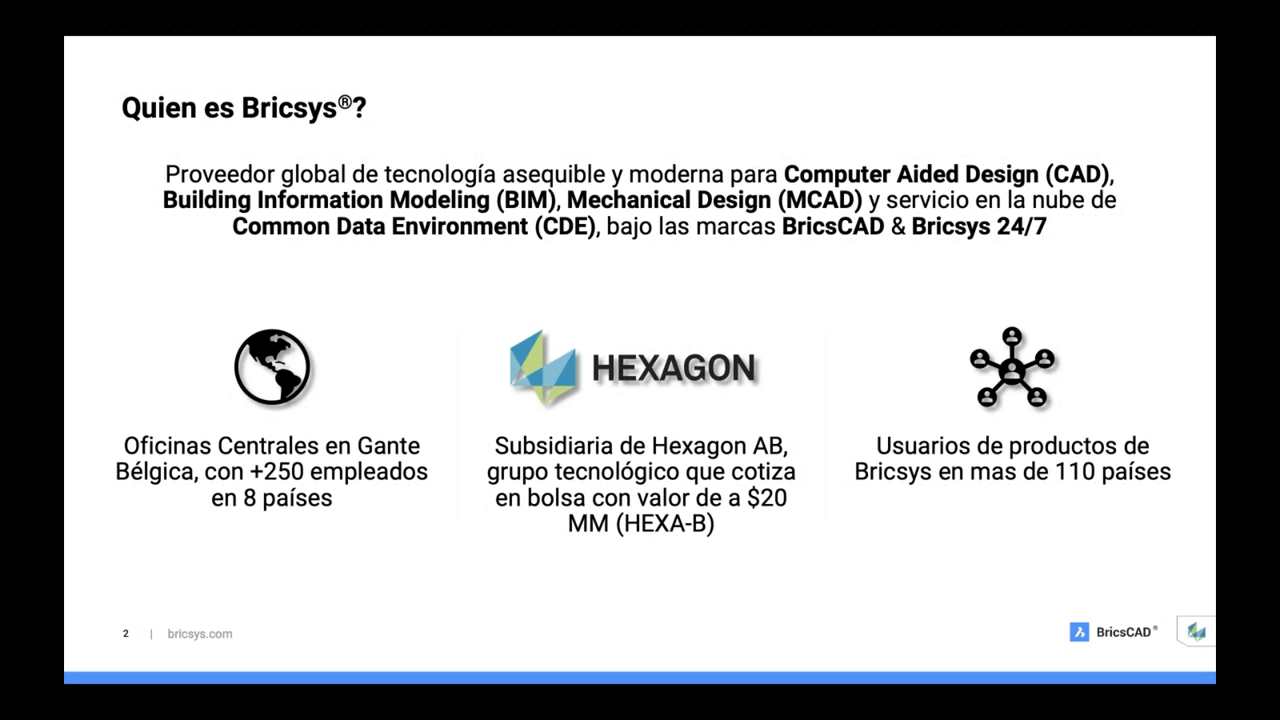 Quien es Bricsys®?
Proveedor global de tecnología asequible y moderna para Computer Aided Design (CAD),
Building Information Modeling (BIM), Mechanical Design (MCAD) y servicio en la nube de
Common Data Environment (CDE), bajo las marcas BricsCAD & Bricsys 24/7
Oficinas Centrales en Gante
Bélgica, con +250 empleados
en 8 países
HEXAGON
Subsidiaria de Hexagon AB,
grupo tecnológico que cotiza
en bolsa con valor de a $20
MM (HEXA-B)
Usuarios de productos de
Bricsys en mas de 110 países
2 | bricsys.com
BricsCAD®